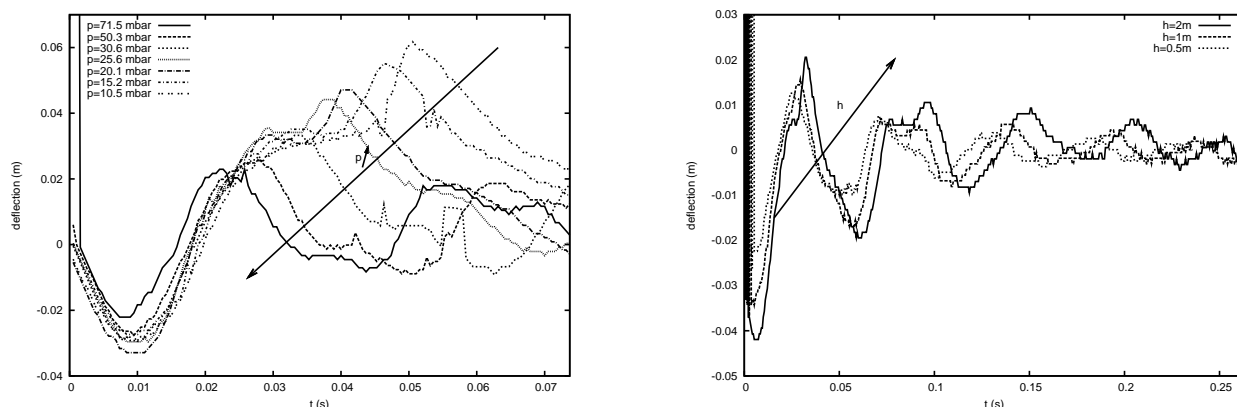 p=71.5 mbar
p=50.3 mbar
p=30.6 mbar
p=25.6 mbar
p=20.1 mbar
p=15.2 mbar
p=10.5 mbar
0.06
0.04
0.02
0
-0.02
-0.04
deflection (m)
p
0
0.01
0.02
0.03
0.04
0.05
0.06
0.07
t (s)
h=2m
h=1m
h=0.5m
0.03
0.02
0.01
0
-0.01
-0.02
-0.03
-0.04
-0.05
deflection (m)
h
0
0.05
0.1
0.15
0.2
0.25
t (s)